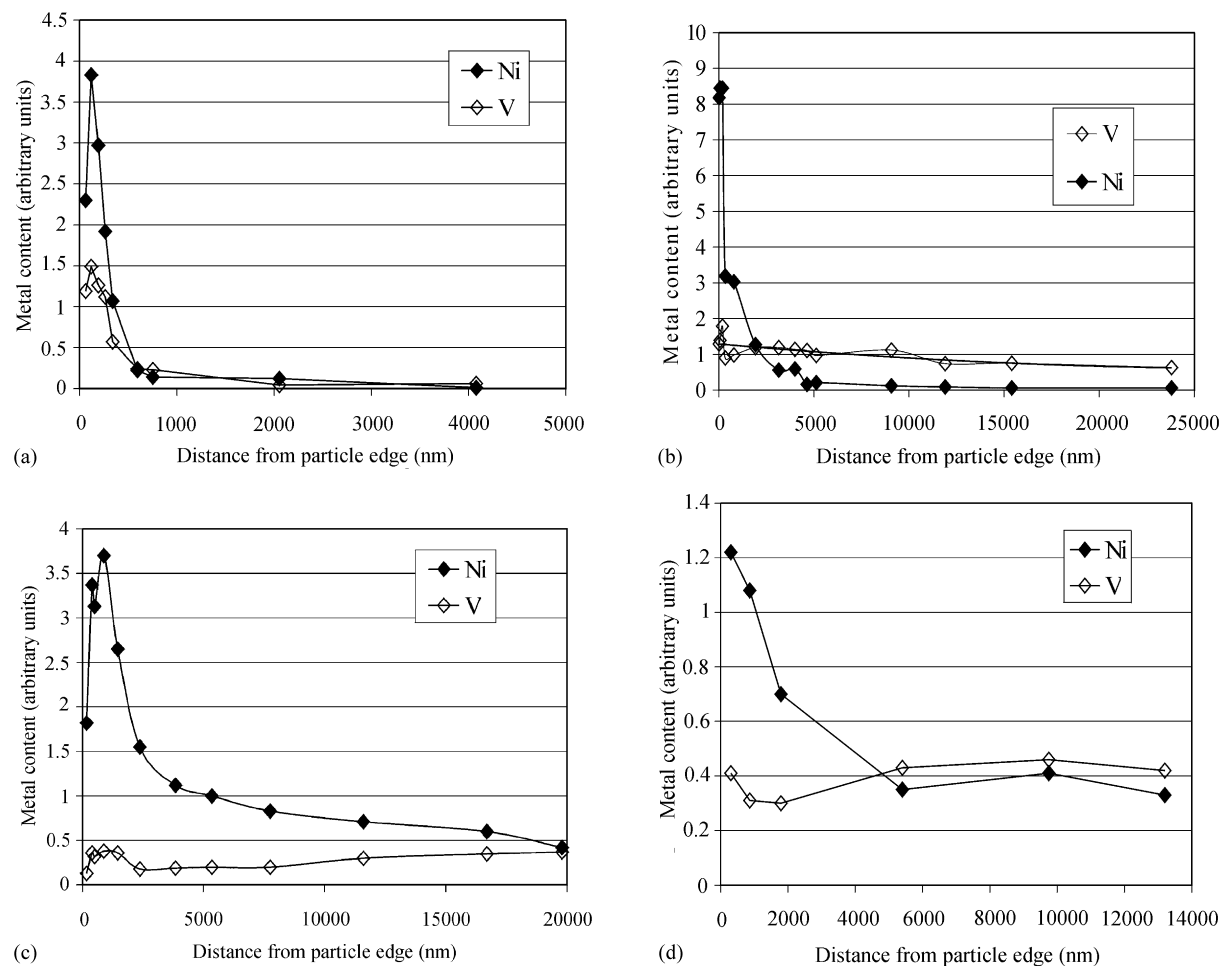 4.5
4
3.5
3
2.5
2
1.5
1
0.5
0
Metal content (arbitrary units)
Ni
V
0 1000 2000 3000 4000 5000
Distance from particle edge (nm)
(a)
10
9
8
7
6
5
4
3
2
1
0
Metal content (arbitrary units)
V
Ni
0 5000 10000 15000 20000 25000
Distance from particle edge (nm)
(b)
4
3.5
3
2.5
2
1.5
1
0.5
0
Metal content (arbitrary units)
Ni
V
0 5000 10000 15000 20000
Distance from particle edge (nm)
(c)
1.4
1.2
1
0.8
0.6
0.4
0.2
0
Metal content (arbitrary units)
Ni
V
0 2000 4000 6000 8000 10000 12000 14000
Distance from particle edge (nm)
(d)